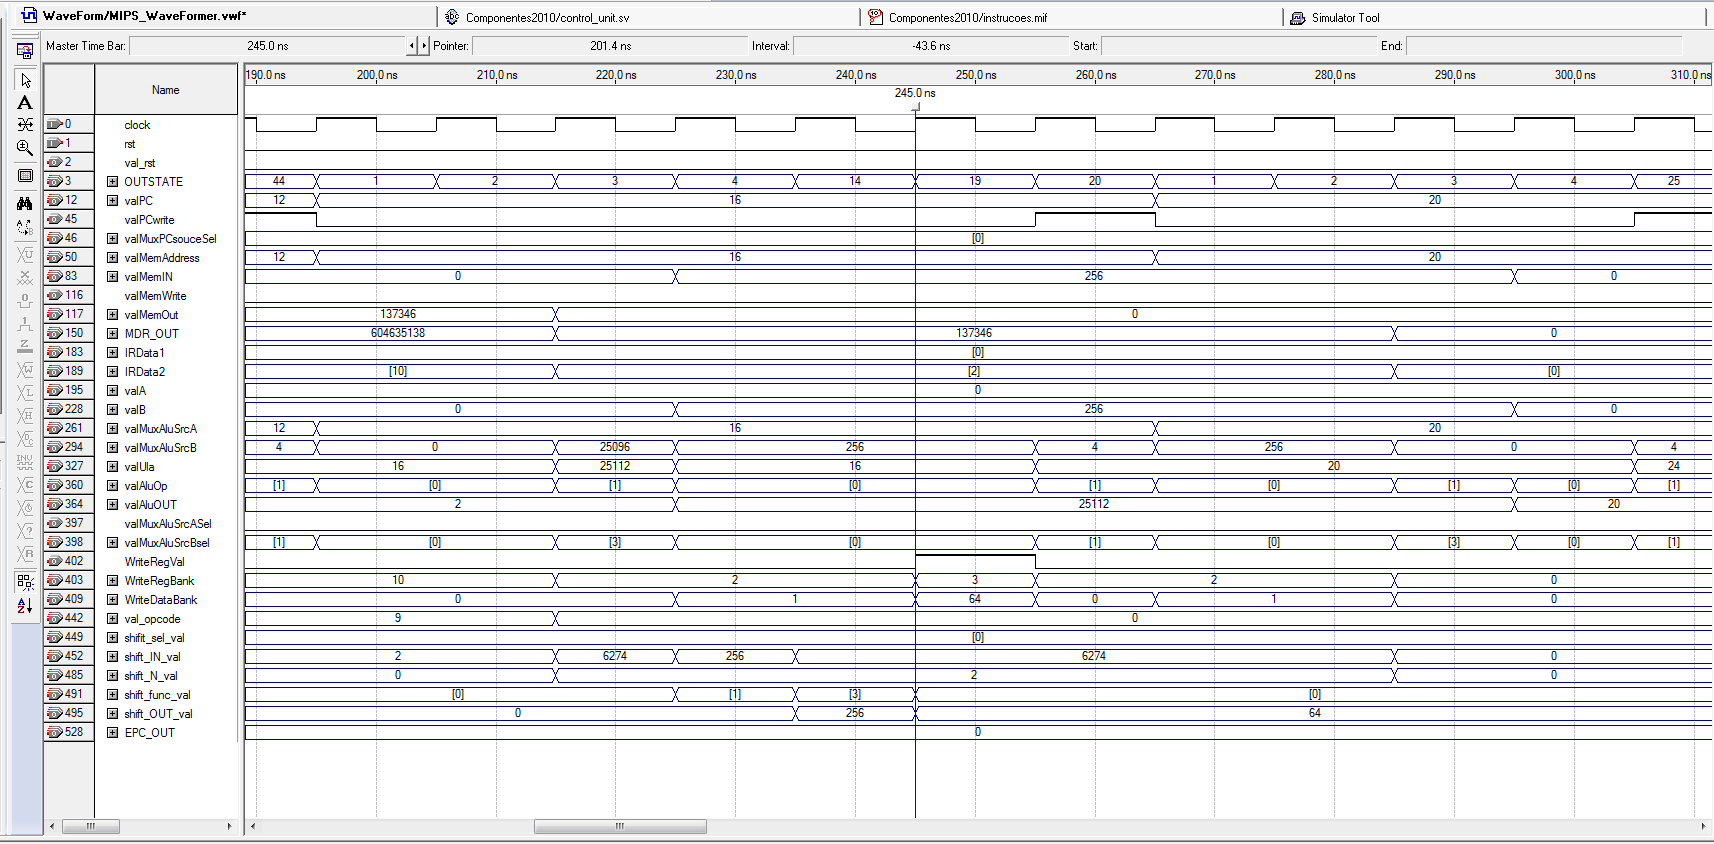 WaveForm/MIPS_WaveFormer.vwf* Componentes2010/control_unit.sv Componentes2010/instrucoes.mif Simulator Tool
Master Time Bar: 245.0 ns Pointer: 201.4 ns Interval: -43.6 ns Start: End:
Name 190.0 ns 200.0 ns 210.0 ns 220.0 ns 230.0 ns 240.0 ns 250.0 ns 260.0 ns 270.0 ns 280.0 ns 290.0 ns 300.0 ns 310.0 ns
245.0 ns
0 clock
1 rst
2 val_rst
3 OUTSTATE 44 1 2 3 4 14 19 20 1 2 3 4 25
12 valPC 12 16 20
45 valPCwrite
46 valMuxPCsouceSel [0]
50 valMemAddress 12 16 20
83 valMemIN 0 256 0
116 valMemWrite
117 valMemOut 137346 0
150 MDR_OUT 604635138 137346 0
183 IRData1 [0]
189 IRData2 [10] [2] [0]
195 valA 0
228 valB 0 256 0
261 valMuxAluSrcA 12 16 20
294 valMuxAluSrcB 4 0 25096 256 4 256 0 4
327 valUla 16 25112 16 20 24
360 valAluOp [1] [0] [1] [0] [1] [0] [1] [0] [1]
364 valAluOUT 2 25112 20
397 valMuxAluSrcASel
398 valMuxAluSrcBsel [1] [0] [3] [0] [1] [0] [3] [0] [1]
402 WriteRegVal
403 WriteRegBank 10 2 3 2 0
409 WriteDataBank 0 1 64 0 1 0
442 val_opcode 9 0
449 shifit_sel_val [0]
452 shift_IN_val 2 6274 256 6274 0
485 shift_N_val 0 2 0
491 shift_func_val [0] [1] [3] [0]
495 shift_OUT_val 0 256 64
528 EPC_OUT 0